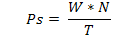 Ps = W * N / T